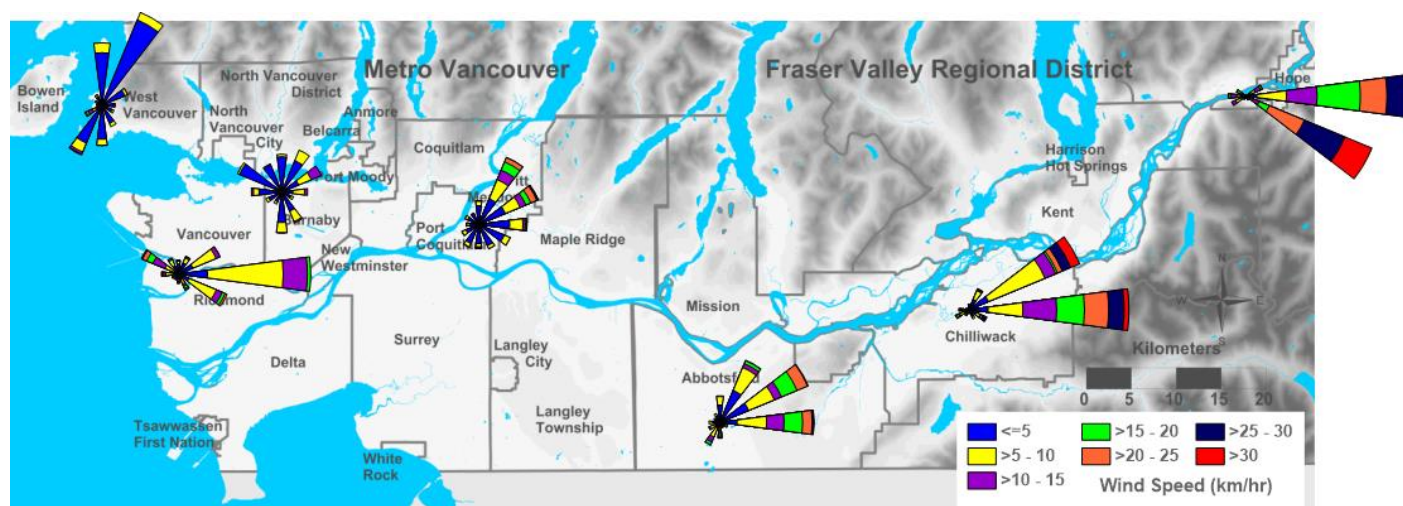 Metro Vancouver
Fraser Valley Regional District
Hope
Bowen
Island
West
Vancouver
North Vancouver
District
North
Vancouver
City
Anmore
Belcarra
Port Moody
Coquitlam
Harrison
Hot Springs
Kent
Burnaby
Vancouver
New
Westminster
Port
Coquitlam
Maple Ridge
Richmond
Mission
Chilliwack
N
W
E
S
Kilometers
0 5 10 15 20
Delta
Surrey
Langley
City
Langley
Township
Tsawwassen
First Nation
White
Rock
<=5
>15 - 20
>25 - 30
>5 - 10
>20 - 25
>30
>10 - 15
Wind Speed (km/hr)